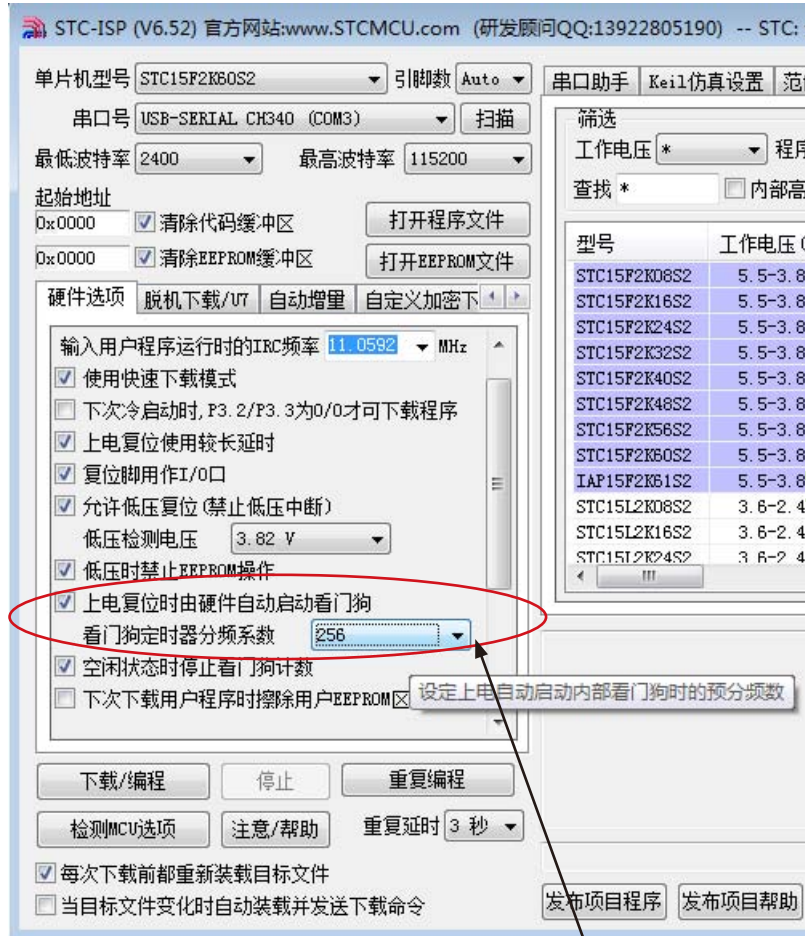 STC-ISP (V6.52) 官方网站:www.STCMCU.com (研发顾问QQ:13922805190) -- STC:
单片机型号 STC15F2K60S2 引脚数 Auto
串口号 USB-SERIAL CH340 (COM3) 扫描
最低波特率 2400 最高波特率 115200
起始地址
0x0000 清除代码缓冲区 打开程序文件
0x0000 清除EEPROM缓冲区 打开EEPROM文件
硬件选项 脱机下载/U7 自动增量 自定义加密下
输入用户程序运行时的IRC频率 11.0592 MHz
使用快速下载模式
下次冷启动时,P3.2/P3.3为0/0才可下载程序
上电复位使用较长延时
复位脚用作I/O口
允许低压复位(禁止低压中断)
低压检测电压 3.82 V
低压时禁止EEPROM操作
上电复位时由硬件自动启动看门狗
看门狗定时器分频系数 256
空闲状态时停止看门狗计数
下次下载用户程序时擦除用户EEPROM区
设定上电自动启动内部看门狗时的预分频数
下载/编程 停止 重复编程
检测MCU选项 注意/帮助 重复延时 3 秒
每次下载前都重新装载目标文件
当目标文件变化时自动装载并发送下载命令
串口助手 Keil仿真设置 范
筛选
工作电压 * 程序
查找 * 内部高
型号 工作电压(
STC15F2K08S2 5.5-3.8
STC15F2K16S2 5.5-3.8
STC15F2K24S2 5.5-3.8
STC15F2K32S2 5.5-3.8
STC15F2K40S2 5.5-3.8
STC15F2K48S2 5.5-3.8
STC15F2K56S2 5.5-3.8
STC15F2K60S2 5.5-3.8
IAP15F2K61S2 5.5-3.8
STC15L2K08S2 3.6-2.4
STC15L2K16S2 3.6-2.4
STC15L2K24S2 3.6-2.4
发布项目程序 发布项目帮助